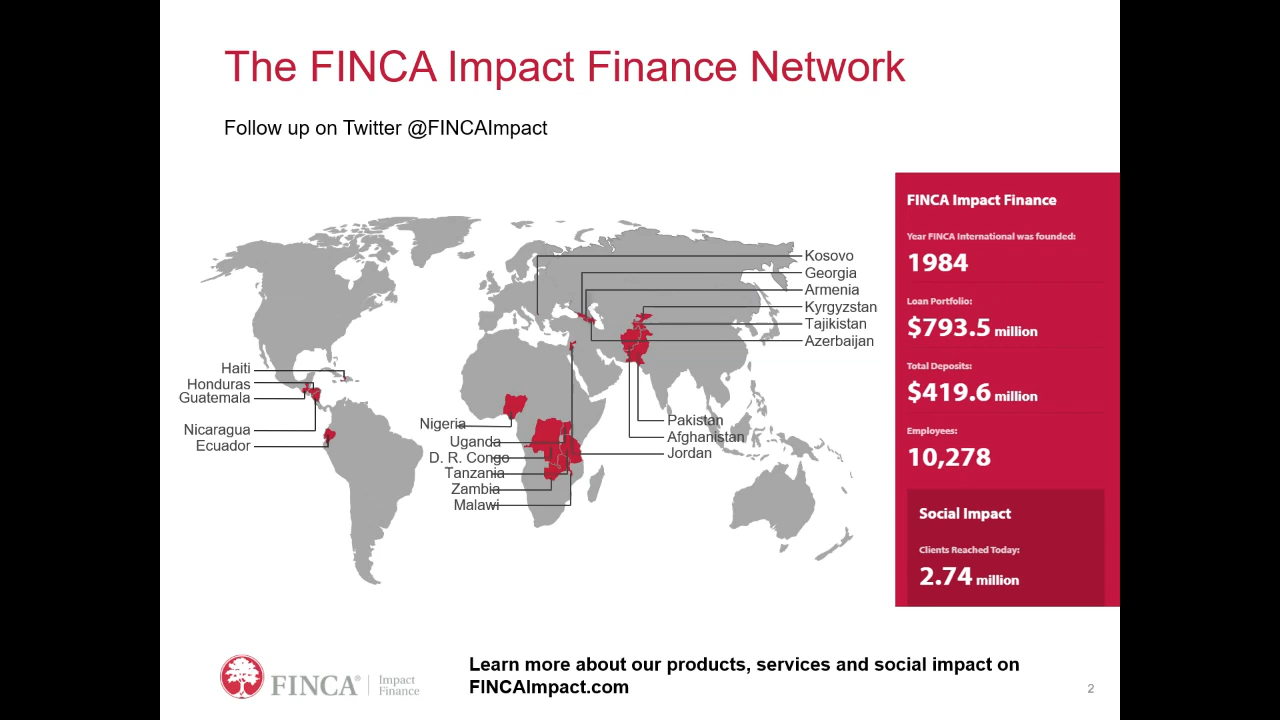 The FINCA Impact Finance Network
Follow up on Twitter @FINCAImpact
Kosovo
Georgia
Armenia
Kyrgyzstan
Tajikistan
Azerbaijan
Haiti
Honduras
Guatemala
Nicaragua
Ecuador
Nigeria
Uganda
D. R. Congo
Tanzania
Zambia
Malawi
Pakistan
Afghanistan
Jordan
FINCA Impact Finance
Year FINCA International was founded:
1984
Loan Portfolio:
$793.5 million
Total Deposits:
$419.6 million
Employees:
10,278
Social Impact
Clients Reached Today:
2.74 million
FINCA® Impact
Finance
Learn more about our products, services and social impact on
FINCAImpact.com
2